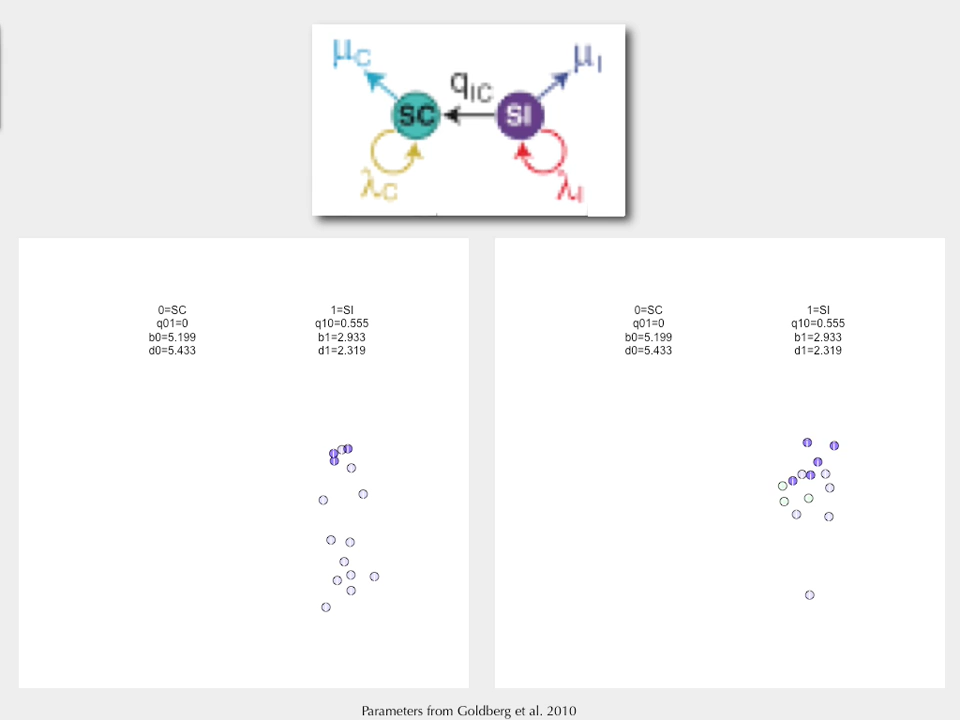 μC
μI
qIC
SC
SI
λC
λI
0=SC
q01=0
b0=5.199
d0=5.433
1=SI
q10=0.555
b1=2.933
d1=2.319
0=SC
q01=0
b0=5.199
d0=5.433
1=SI
q10=0.555
b1=2.933
d1=2.319
Parameters from Goldberg et al. 2010